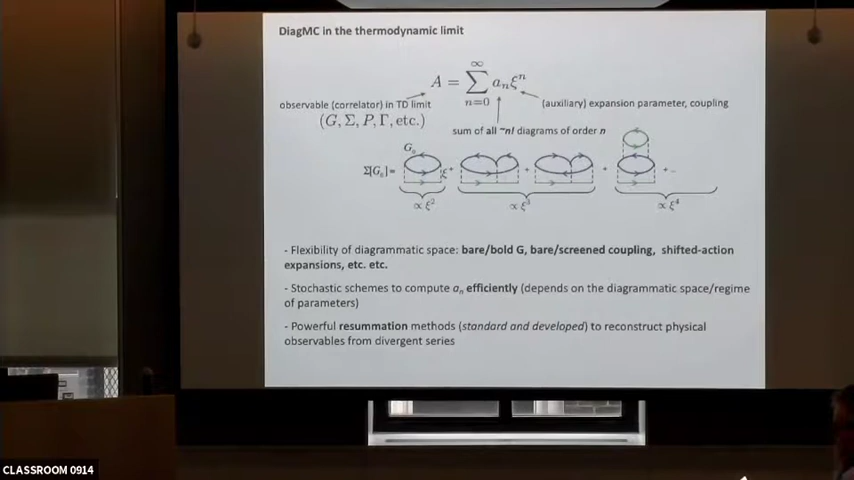 DiagMC in the thermodynamic limit
A = ∑_{n=0}^{∞} a_n ξ^n
observable (correlator) in TD limit
(auxiliary) expansion parameter, coupling
(G, Σ, P, Γ, etc.)
sum of all ~n! diagrams of order n
G₀
Σ[G₀]= ξ + + + + ...
∝ ξ² ∝ ξ³ ∝ ξ⁴
- Flexibility of diagrammatic space: bare/bold G, bare/screened coupling, shifted-action
expansions, etc. etc.
- Stochastic schemes to compute a_n efficiently (depends on the diagrammatic space/regime
of parameters)
- Powerful resummation methods (standard and developed) to reconstruct physical
observables from divergent series
CLASSROOM 0914